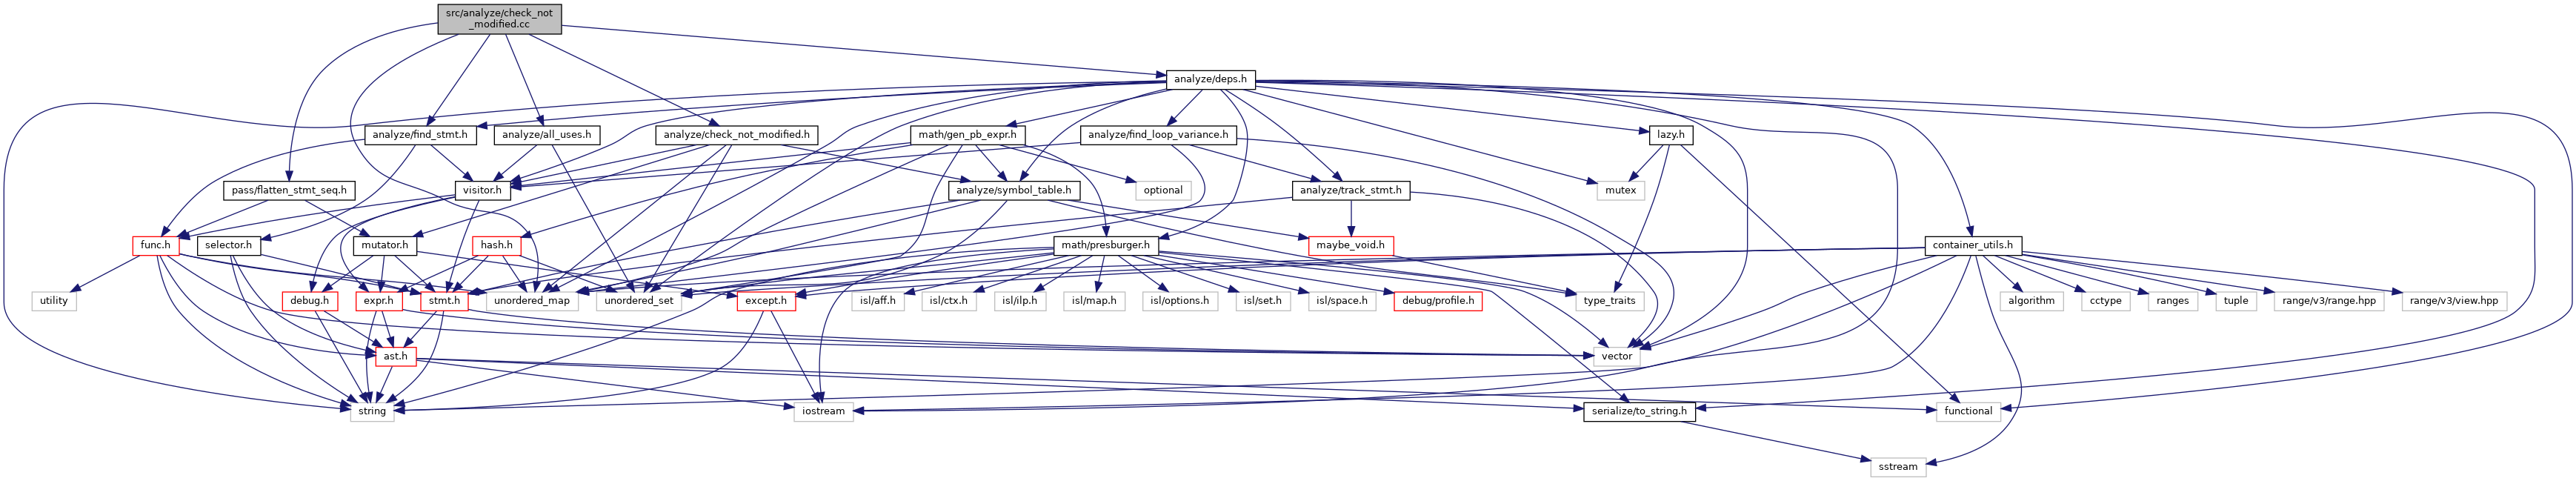 src/analyze/check_not
_modified.cc
analyze/deps.h
analyze/find_stmt.h
analyze/all_uses.h
analyze/check_not_modified.h
math/gen_pb_expr.h
analyze/find_loop_variance.h
lazy.h
pass/flatten_stmt_seq.h
visitor.h
analyze/symbol_table.h
optional
analyze/track_stmt.h
mutex
func.h
selector.h
mutator.h
hash.h
math/presburger.h
maybe_void.h
container_utils.h
utility
debug.h
expr.h
stmt.h
unordered_map
unordered_set
except.h
isl/aff.h
isl/ctx.h
isl/ilp.h
isl/map.h
isl/options.h
isl/set.h
isl/space.h
debug/profile.h
type_traits
algorithm
cctype
ranges
tuple
range/v3/range.hpp
range/v3/view.hpp
ast.h
vector
string
iostream
serialize/to_string.h
functional
sstream